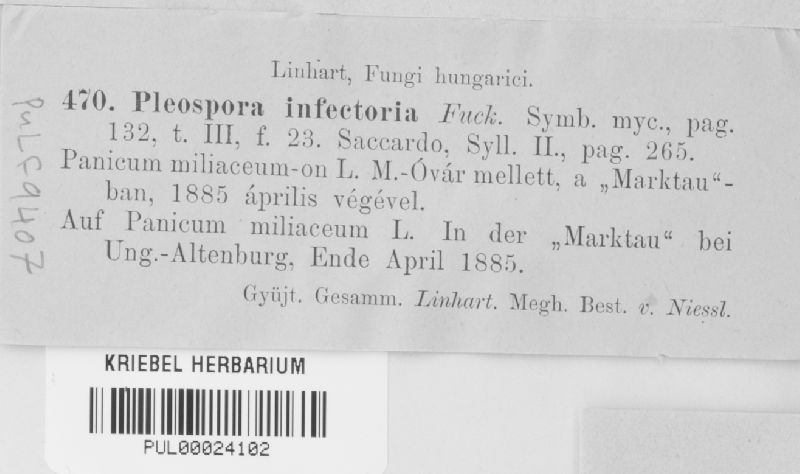 Linhart, Fungi hungarici.
470. Pleospora infectoria Fuck. Symb. myc., pag.
132, t. III, f. 23. Saccardo, Syll. II., pag. 265.
Panicum miliaceum-on L. M.-Óvár mellett, a „Marktau“-
ban, 1885 április végével.
Auf Panicum miliaceum L. In der „Marktau“ bei
Ung.-Altenburg, Ende April 1885.
Gyüjt. Gesamm. Linhart. Megh. Best. v. Niessl.
PUL F9407
KRIEBEL HERBARIUM
PUL00024102